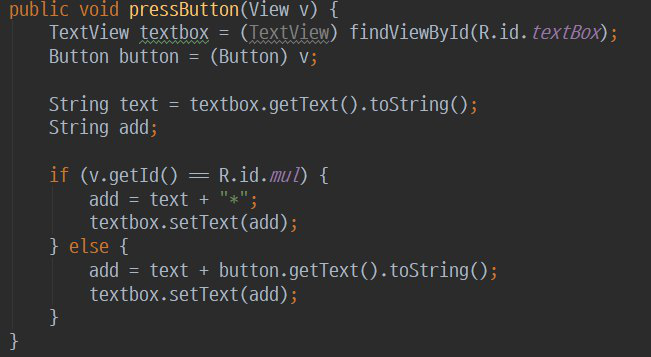 public void pressButton(View v) {
    TextView textbox = (TextView) findViewById(R.id.textBox);
    Button button = (Button) v;

    String text = textbox.getText().toString();
    String add;

    if (v.getId() == R.id.mul) {
        add = text + "*";
        textbox.setText(add);
    } else {
        add = text + button.getText().toString();
        textbox.setText(add);
    }
}